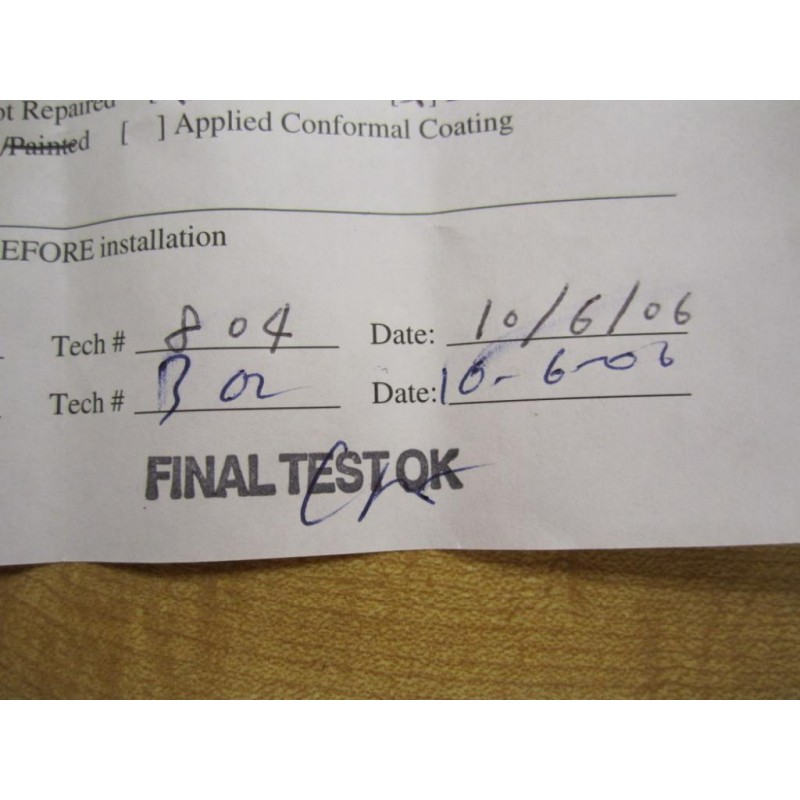 ot Repaired [
/Painted [ ] Applied Conformal Coating
EFORE installation
Tech # 804 Date: 10/6/06
Tech # Date: 10-6-06
FINAL TEST OK